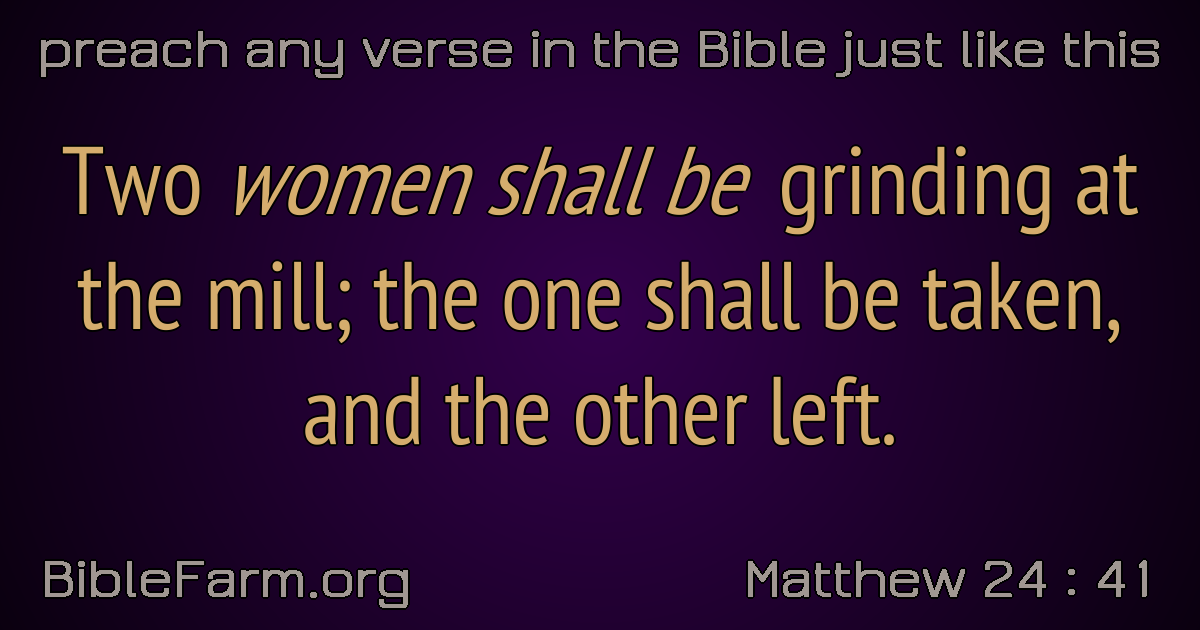 preach any verse in the Bible just like this
Two women shall be grinding at
the mill; the one shall be taken,
and the other left.
BibleFarm.org
Matthew 24 : 41